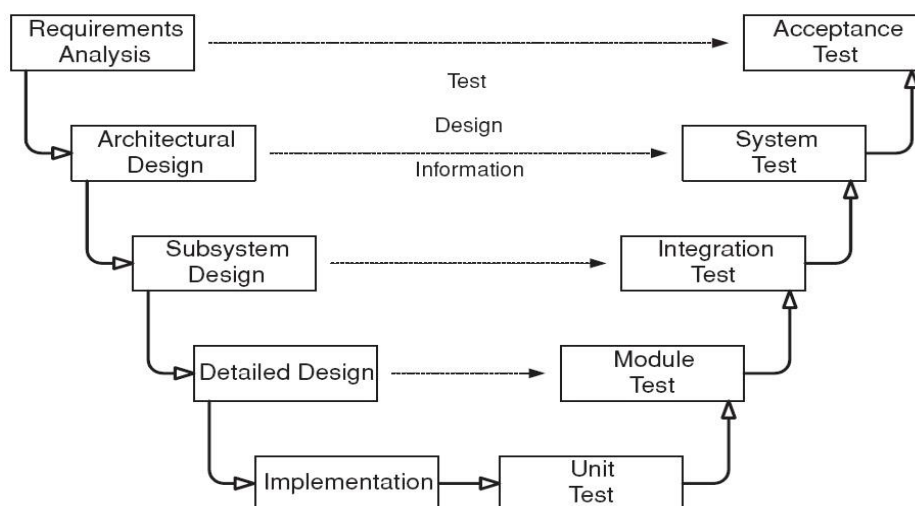 Requirements
Analysis
Acceptance
Test
Test
Design
Information
Architectural
Design
System
Test
Subsystem
Design
Integration
Test
Detailed Design
Module
Test
Implementation
Unit
Test